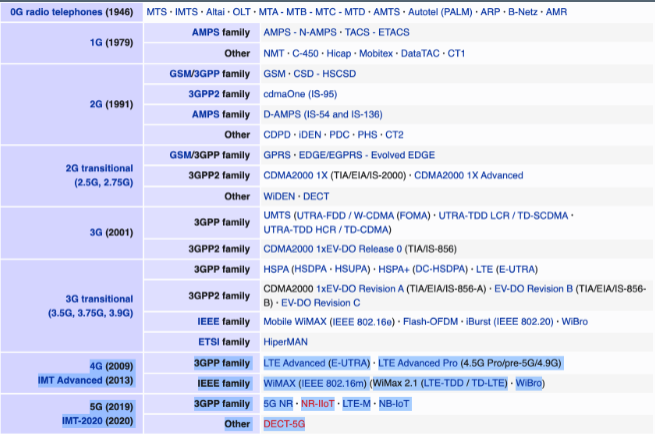 0G radio telephones (1946) MTS · IMTS · Altai · OLT · MTA - MTB - MTC - MTD · AMTS · Autotel (PALM) · ARP · B-Netz · AMR
1G (1979)
AMPS family AMPS - N-AMPS · TACS · ETACS
Other NMT · C-450 · Hicap · Mobitex · DataTAC · CT1
2G (1991)
GSM/3GPP family GSM · CSD - HSCSD
3GPP2 family cdmaOne (IS-95)
AMPS family D-AMPS (IS-54 and IS-136)
Other CDPD · iDEN · PDC · PHS · CT2
2G transitional
(2.5G, 2.75G)
GSM/3GPP family GPRS · EDGE/EGPRS - Evolved EDGE
3GPP2 family CDMA2000 1X (TIA/EIA/IS-2000) · CDMA2000 1X Advanced
Other WiDEN · DECT
3G (2001)
3GPP family UMTS (UTRA-FDD / W-CDMA (FOMA) · UTRA-TDD LCR / TD-SCDMA ·
UTRA-TDD HCR / TD-CDMA)
3GPP2 family CDMA2000 1xEV-DO Release 0 (TIA/IS-856)
3G transitional
(3.5G, 3.75G, 3.9G)
3GPP family HSPA (HSDPA · HSUPA) · HSPA+ (DC-HSDPA) · LTE (E-UTRA)
3GPP2 family CDMA2000 1xEV-DO Revision A (TIA/EIA/IS-856-A) · EV-DO Revision B (TIA/EIA/IS-856-
B) · EV-DO Revision C
IEEE family Mobile WiMAX (IEEE 802.16e) · Flash-OFDM · iBurst (IEEE 802.20) · WiBro
ETSI family HiperMAN
4G (2009)
IMT Advanced (2013)
3GPP family LTE Advanced (E-UTRA) · LTE Advanced Pro (4.5G Pro/pre-5G/4.9G)
IEEE family WiMAX (IEEE 802.16m) (WiMax 2.1 (LTE-TDD / TD-LTE) · WiBro)
5G (2019)
IMT-2020 (2020)
3GPP family 5G NR · NR-IIoT · LTE-M · NB-IoT
Other DECT-5G